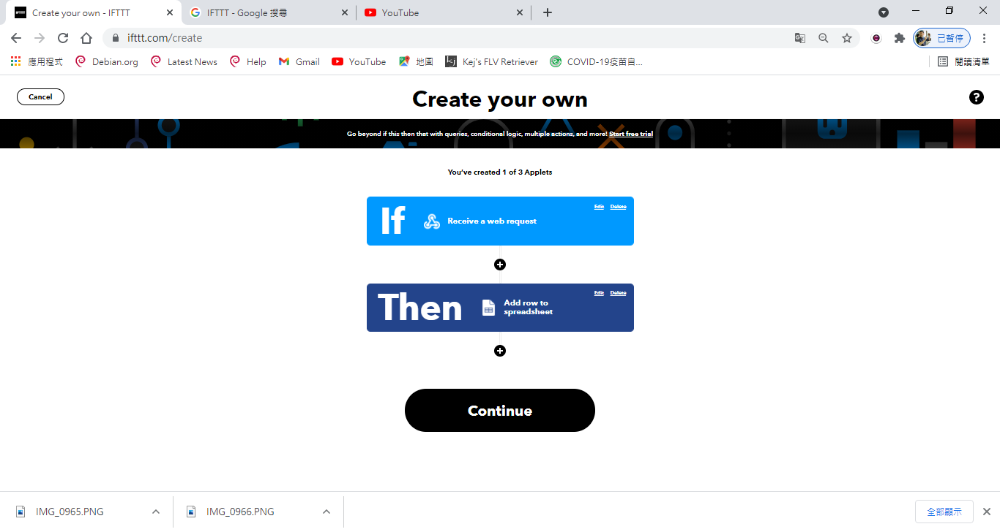 IFTTT Create your own - IFTTT
IFTTT - Google 搜尋
YouTube
ifttt.com/create
已暫停
應用程式
Debian.org
Latest News
Help
Gmail
YouTube
地圖
kj Kej's FLV Retriever
COVID-19疫苗自...
閱讀清單
Cancel
Create your own
?
Go beyond if this then that with queries, conditional logic, multiple actions, and more! Start free trial
You've created 1 of 3 Applets
Edit Delete
If Receive a web request
Edit Delete
Then Add row to
spreadsheet
Continue
IMG_0965.PNG
IMG_0966.PNG
全部顯示